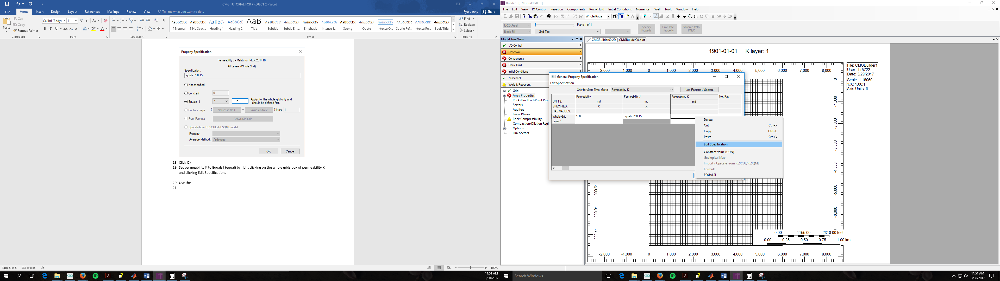 CMG TUTORIAL FOR PROJECT 2 - Word
File Home Insert Design Layout References Mailings Review View Tell me what you want to do... Ryu, Jenny Share
Paste Cut Copy Format Painter
Calibri (Body) 11
Find Replace Select
AaBbCcDc AaBbCcDc AaBbCc AaBbCcE AaB AaBbCcD AaBbCcDc AaBbCcDc AaBbCcDc AaBbCcDc AaBbCcDc AaBbCcDc AaBbCcDc AaBbCcDc AaBbCcDc
¶ Normal ¶ No Spac... Heading 1 Heading 2 Title Subtitle Subtle Em... Emphasis Intense E... Strong Quote Intense Q... Subtle Ref... Intense Re... Book Title
Clipboard Font Paragraph Styles Editing
Property Specification
Permeability J - Matrix for IMEX 201410
All Layers (Whole Grid)
Specification:
Equals I * 0.15
Not specified
Constant 0
Equals I * 0.15 Applys for the whole grid only and
I should be defined first.
Contour maps ( Values in file1 - Values in file2 ) times 1
From Formula CMGUSPROP
Upscale from RESCUE/RESQML model
Property:
Average Method: Arithmetic
OK Cancel
18. Click Ok
19. Set permeability K to Equals I (equal) by right clicking on the whole grids box of permeability K
and clicking Edit Specifications
20. Use the
21.
Page 5 of 5 231 words 100%
11:51 AM
3/30/2017
Builder - [CMGBuilder00:1]
File Edit View IO Control Reservoir Components Rock-Fluid Initial Conditions Numerical Well Tools Window Help
Whole Page
IJ-2D Areal Plane 1 of 1
Block Fill Grid Top
Specify Property
Calculate Property
Validate With IMEX
Model Tree View
I/O Control
Reservoir
Components
Rock-Fluid
Initial Conditions
Numerical
Wells & Recurrent
Grid
Array Properties
Rock-Fluid End-Point Prop
Sectors
Aquifers
Lease Planes
Rock Compressibility.
Compaction/Dilation Regi
Options
Flux Sectors
CMGBuilder00.2D CMGBuilder00.plot
1901-01-01 K layer: 1
-2,000 -1,000 0 1,000 2,000 3,000 4,000 5,000 6,000 7,000 8,000
File: CMGBuilder1
User: hr5722
Date: 3/29/2017
Scale: 1:18060
Y/X: 1.00:1
Axis Units: ft
General Property Specification
Edit Specification
Only for Start Time, Go to Permeability K Use Regions / Sectors
Permeability I Permeability J Permeability K Net Pay
UNITS: md md md
SPECIFIED: X X
HAS VALUES:
Whole Grid 100 Equals I * 0.15
Layer 1
Delete
Cut Ctrl+X
Copy Ctrl+C
Paste Ctrl+V
Edit Specification
Constant Value (CON)
Geological Map
Import / Upscale From RESCUE/RESQML
Formula
EQUALSI
0
-1,000
-2,000
-3,000
-4,000
-5,000
-6,000
-5,000
-6,000
-7,000
0.00 1155.00 2310.00 feet
0.00 0.25 0.50 0.75 1.00 km
-2,000 -1,000 0 1,000 2,000 3,000 4,000 5,000 6,000 7,000 8,000
Search Windows
11:51 AM
3/30/2017